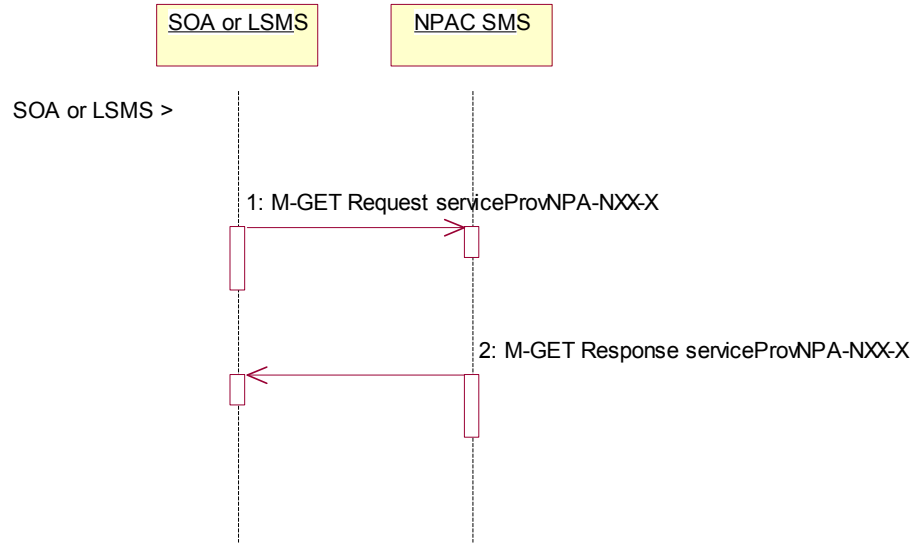 SOA or LSMS
NPAC SMS
SOA or LSMS >
1: M-GET Request serviceProvNPA-NXX-X
2: M-GET Response serviceProvNPA-NXX-X